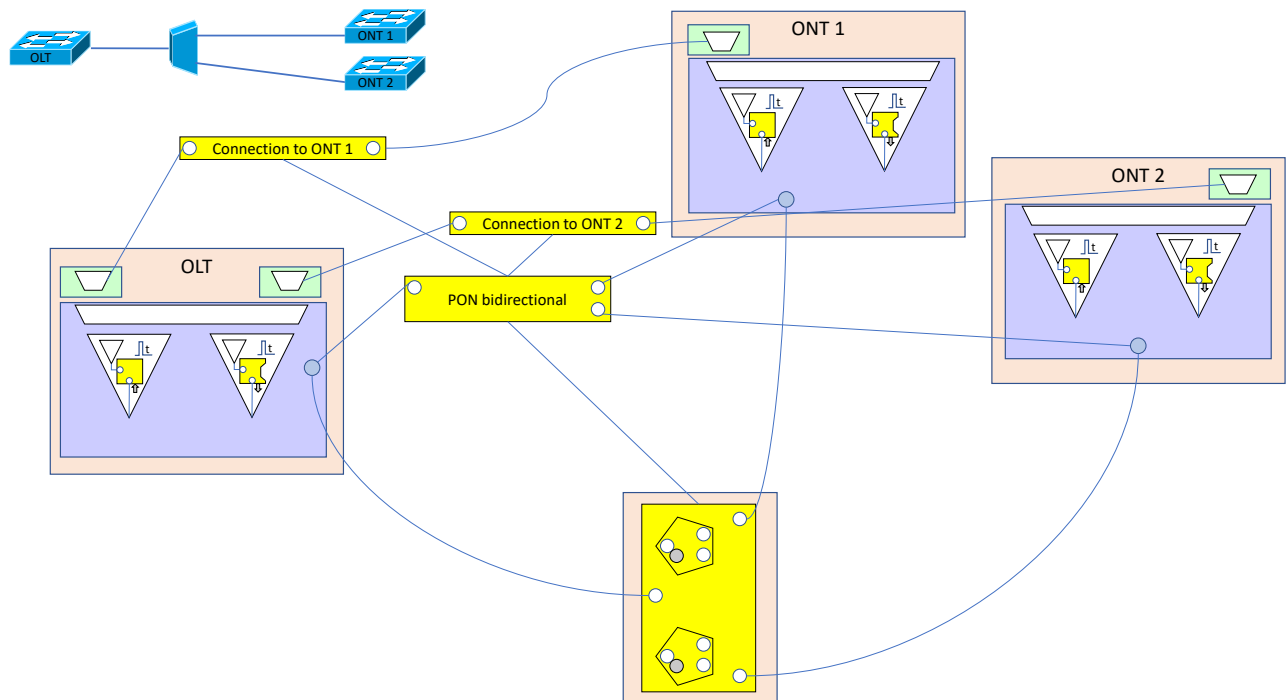 OLT
ONT 1
ONT 2
ONT 1
t
t
Connection to ONT 1
ONT 2
t
t
Connection to ONT 2
OLT
PON bidirectional
t
t